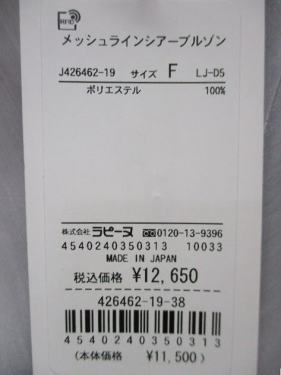 RFID
メッシュラインシアーブルゾン
J426462-19 サイズ F LJ-D5
ポリエステル 100%
株式会社 ラピーヌ 0120-13-9396
4540240350313 10033
MADE IN JAPAN
税込価格 ¥12,650
426462-19-38
4540240350313
(本体価格 ¥11,500)